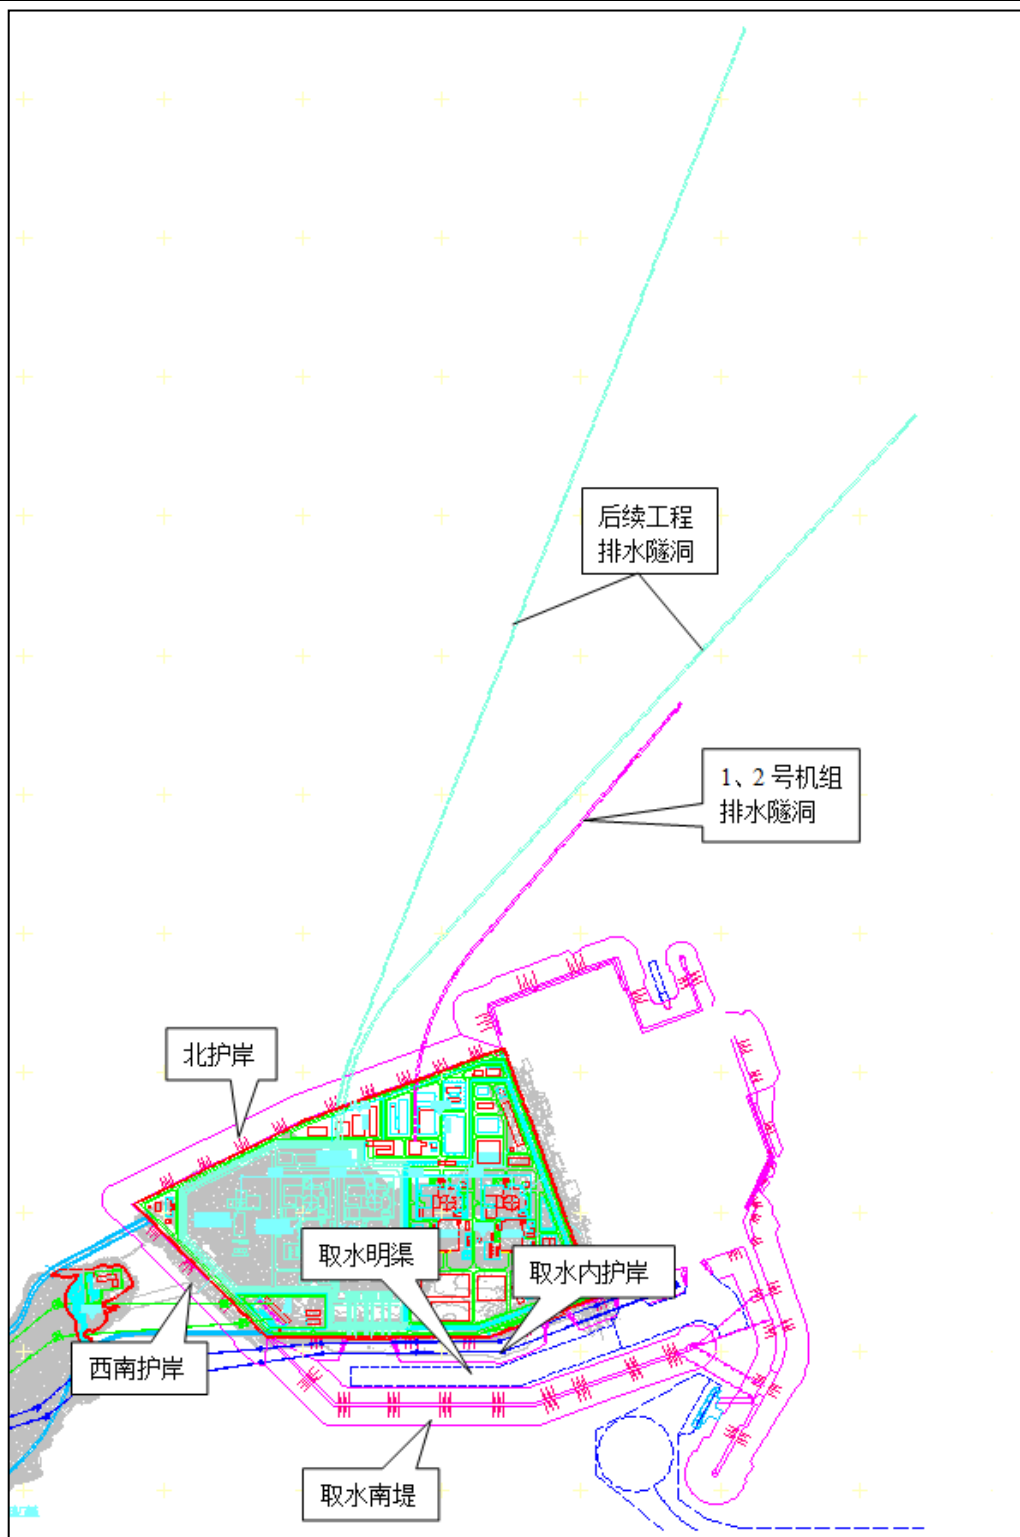 后续工程
排水隧洞
1、2 号机组
排水隧洞
北护岸
取水明渠
取水内护岸
西南护岸
取水南堤